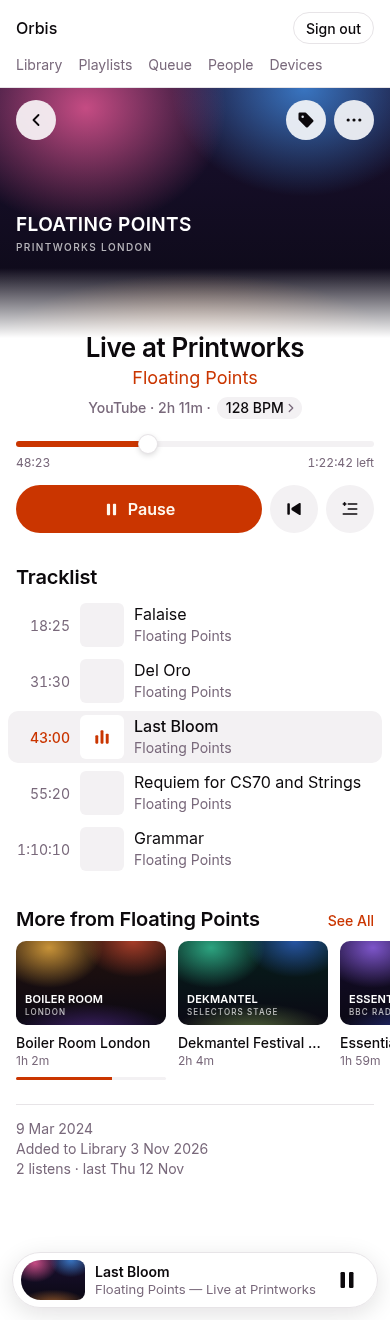 Orbis
Sign out
Library Playlists Queue People Devices
FLOATING POINTS
PRINTWORKS LONDON
Live at Printworks
Floating Points
YouTube · 2h 11m · 128 BPM
48:23
1:22:42 left
Pause
Tracklist
18:25
Falaise
Floating Points
31:30
Del Oro
Floating Points
43:00
Last Bloom
Floating Points
55:20
Requiem for CS70 and Strings
Floating Points
1:10:10
Grammar
Floating Points
More from Floating Points
See All
BOILER ROOM
LONDON
Boiler Room London
1h 2m
DEKMANTEL
SELECTORS STAGE
Dekmantel Festival ...
2h 4m
ESSENT
BBC RAD
Essentia
1h 59m
9 Mar 2024
Added to Library 3 Nov 2026
2 listens · last Thu 12 Nov
Last Bloom
Floating Points — Live at Printworks